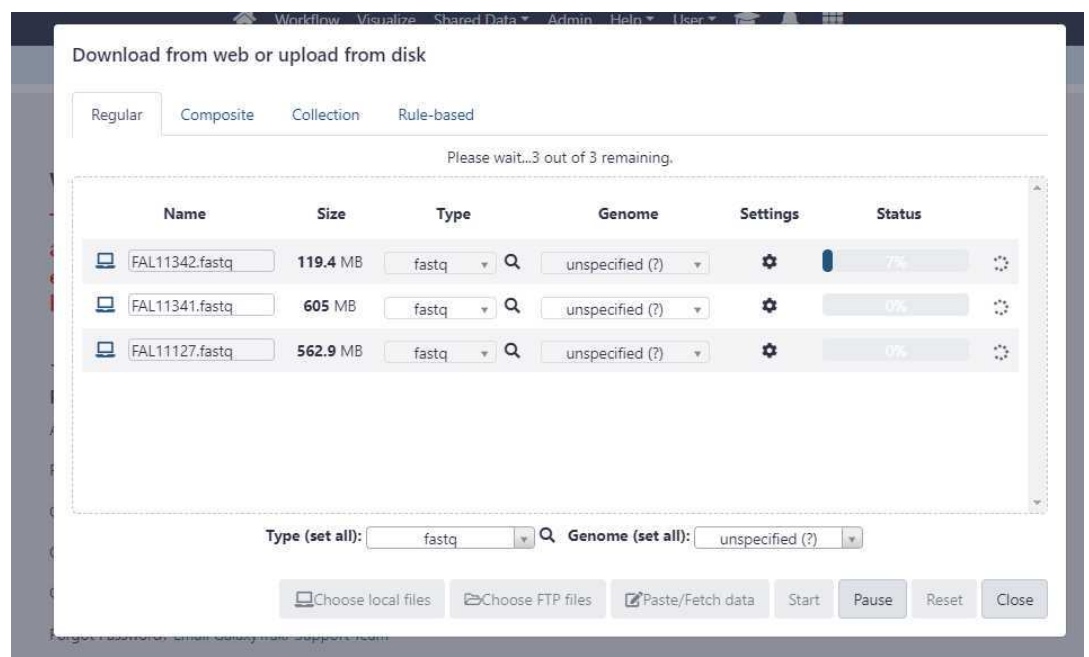 Workflow Visualize Shared Data Admin Help User
Download from web or upload from disk
Regular Composite Collection Rule-based
Please wait...3 out of 3 remaining.
Name Size Type Genome Settings Status
FAL11342.fastq 119.4 MB fastq unspecified (?) 7%
FAL11341.fastq 605 MB fastq unspecified (?) 0%
FAL11127.fastq 562.9 MB fastq unspecified (?) 0%
Type (set all): fastq Genome (set all): unspecified (?)
Choose local files Choose FTP files Paste/Fetch data Start Pause Reset Close